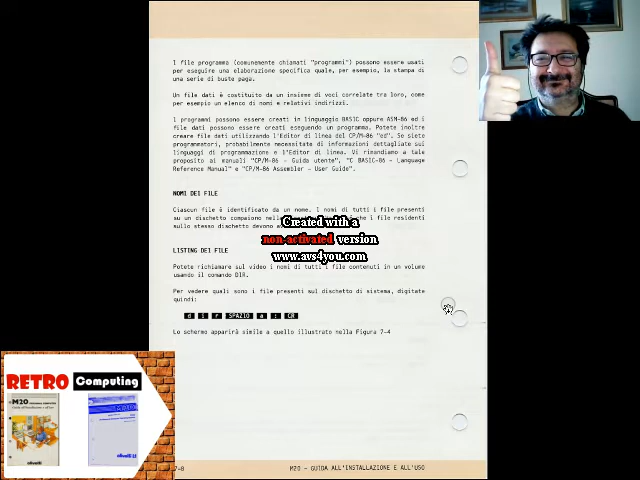 I file programma (comunemente chiamati "programmi") possono essere usati
per eseguire una elaborazione specifica quale, per esempio, la stampa di
una serie di buste paga.
Un file dati è costituito da un insieme di voci correlate tra loro, come
per esempio un elenco di nomi e relativi indirizzi.
I programmi possono essere creati in linguaggio BASIC oppure ASM-86 ed i
file dati possono essere creati eseguendo un programma. Potete inoltre
creare file dati utilizzando l'Editor di linea del CP/M-86 "ed". Se siete
programmatori, probabilmente necessitate di informazioni dettagliate sui
linguaggi di programmazione e l'Editor di linea. Vi rimandiamo a tale
proposito ai manuali "CP/M-86 - Guida utente", "C BASIC-86 - Language
Reference Manual" e "CP/M-86 Assembler - User Guide".
NOMI DEI FILE
Ciascun file è identificato da un nome. I nomi di tutti i file presenti
su un dischetto compaiono nella che i file residenti
sullo stesso dischetto devono
Created with a
non-activated version
www.avs4you.com
LISTING DEI FILE
Potete richiamare sul video i nomi di tutti i file contenuti in un volume
usando il comando DIR.
Per vedere quali sono i file presenti sul dischetto di sistema, digitate
quindi:
d i r SPAZIO a : CR
Lo schermo apparirà simile a quello illustrato nella Figura 7-4
RETRO Computing
M20
olivetti
olivetti
7-8 M20 - GUIDA ALL'INSTALLAZIONE E ALL'USO